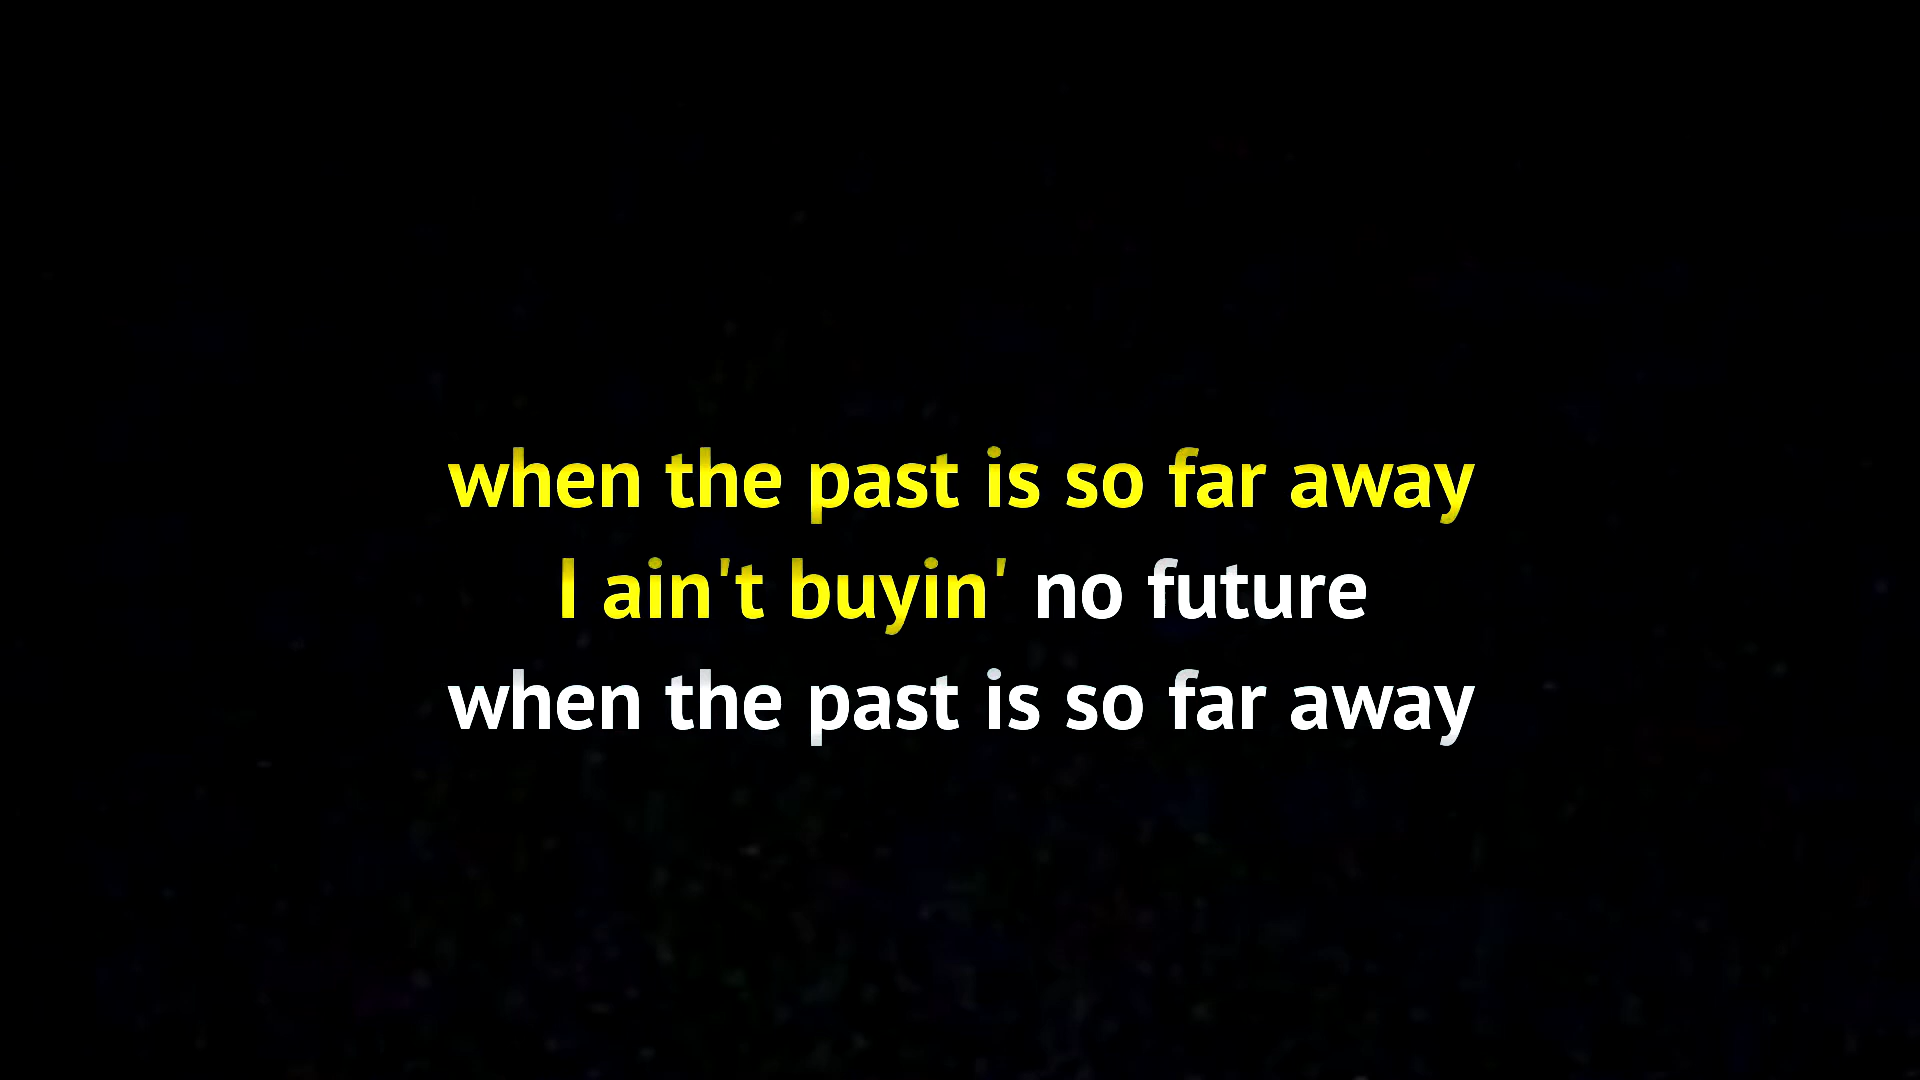 when the past is so far away
I ain't buyin' no future
when the past is so far away